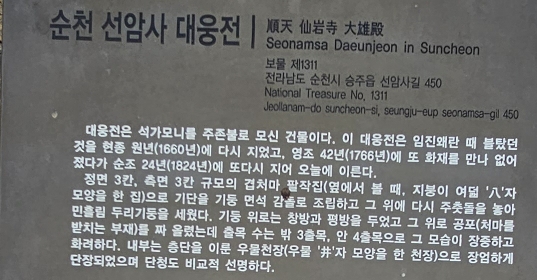 순천 선암사 대웅전
順天 仙岩寺 大雄殿
Seonamsa Daeunjeon in Suncheon
보물 제1311
전라남도 순천시 승주읍 선암사길 450
National Treasure No, 1311
Jeollanam-do suncheon-si, seungju-eup seonamsa-gil 450
대웅전은 석가모니를 주존불로 모신 건물이다. 이 대웅전은 임진왜란 때 불탔던
것을 현종 원년(1660년)에 다시 지었고, 영조 42년(1766년)에 또 화재를 만나 없어
졌다가 순조 24년(1824년)에 또다시 지어 오늘에 이른다.
정면 3칸, 측면 3칸 규모의 겹처마 팔작집(옆에서 볼 때, 지붕이 여덟 '八'자
모양을 한 집)으로 기단을 기둥 면석 갑돌로 조립하고 그 위에 다시 주춧돌을 놓아
민흘림 두리기둥을 세웠다. 기둥 위로는 창방과 평방을 두었고 그 위로 공포(처마를
받치는 부재)를 짜 올렸는데 출목 수는 밖 3출목, 안 4출목으로 그 모습이 장중하고
화려하다. 내부는 층단을 이룬 우물천장(우물 '井'자 모양을 한 천장)으로 장엄하게
단장되었으며 단청도 비교적 선명하다.